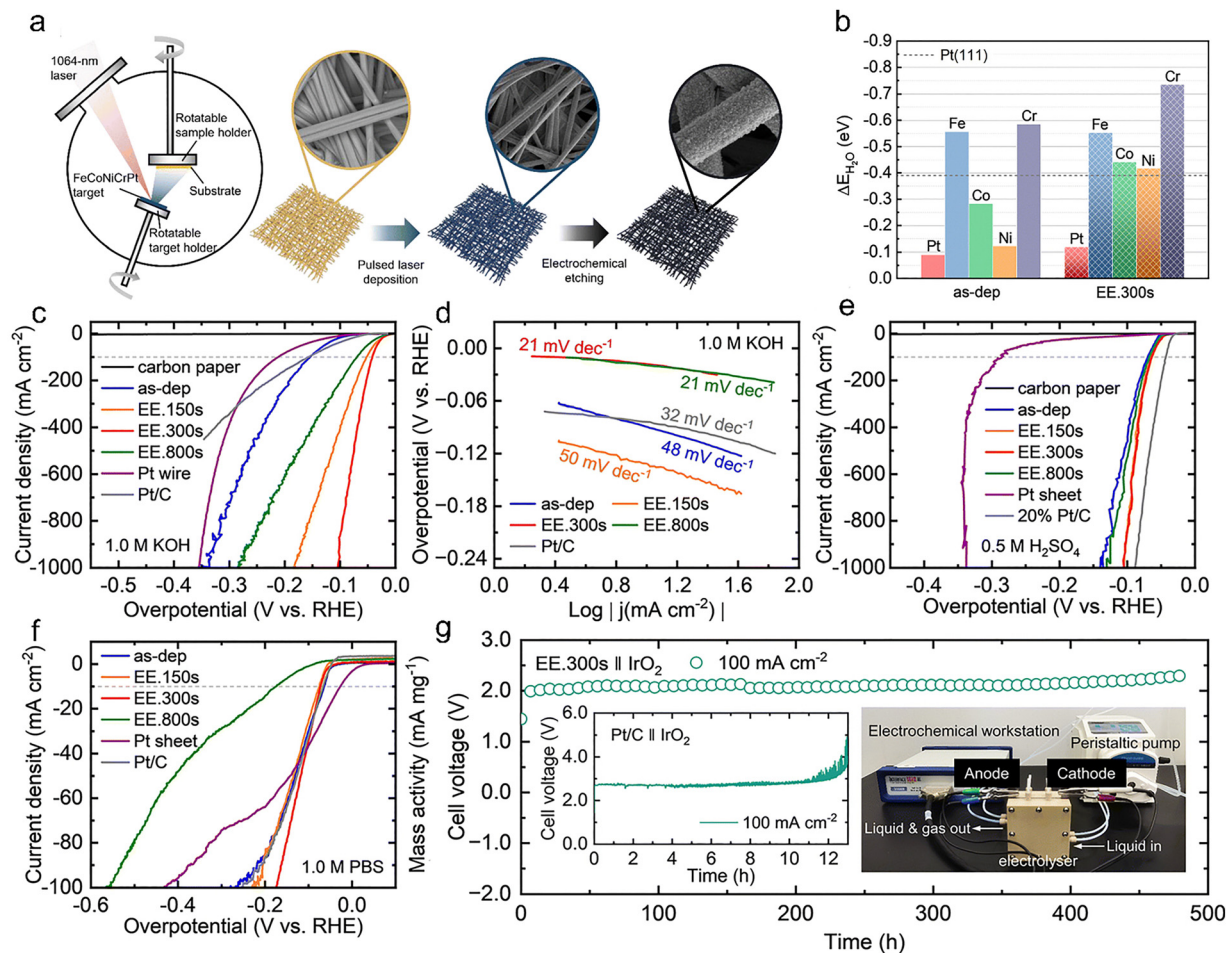 a
1064-nm
laser
Rotatable
sample holder
FeCoNiCrPt
target
Substrate
Rotatable
target holder
Pulsed laser
deposition
Electrochemical
etching
b
-0.9
-0.8
-0.7
-0.6
-0.5
-0.4
-0.3
-0.2
-0.1
0.0
ΔE_H₂O (eV)
Pt(111)
Pt
Fe
Co
Ni
Cr
Pt
Fe
Co
Ni
Cr
as-dep
EE.300s
c
0
-200
-400
-600
-800
-1000
Current density (mA cm⁻²)
carbon paper
as-dep
EE.150s
EE.300s
EE.800s
Pt wire
Pt/C
1.0 M KOH
-0.5 -0.4 -0.3 -0.2 -0.1 0.0
Overpotential (V vs. RHE)
d
0.00
-0.06
-0.12
-0.18
-0.24
Overpotential (V vs. RHE)
1.0 M KOH
21 mV dec⁻¹
21 mV dec⁻¹
32 mV dec⁻¹
48 mV dec⁻¹
50 mV dec⁻¹
as-dep EE.150s
EE.300s EE.800s
Pt/C
0.0 0.4 0.8 1.2 1.6 2.0
Log | j(mA cm⁻²) |
e
0
-200
-400
-600
-800
-1000
Current density (mA cm⁻²)
carbon paper
as-dep
EE.150s
EE.300s
EE.800s
Pt sheet
20% Pt/C
0.5 M H₂SO₄
-0.4 -0.3 -0.2 -0.1 0.0
Overpotential (V vs. RHE)
f
0
-20
-40
-60
-80
-100
Current density (mA cm⁻²)
as-dep
EE.150s
EE.300s
EE.800s
Pt sheet
Pt/C
1.0 M PBS
-0.6 -0.4 -0.2 0.0
Overpotential (V vs. RHE)
Mass activity (mA mg⁻¹)
g
3.0
2.0
1.0
0.0
-1.0
-2.0
Cell voltage (V)
EE.300s ǁ IrO₂ 100 mA cm⁻²
6.0
5.0
4.0
3.0
2.0
1.0
0.0
Cell voltage (V)
Pt/C ǁ IrO₂
100 mA cm⁻²
0 2 4 6 8 10 12
Time (h)
Electrochemical workstation
Peristaltic pump
Anode
Cathode
Liquid & gas out
Liquid in
electrolyser
0 100 200 300 400 500
Time (h)